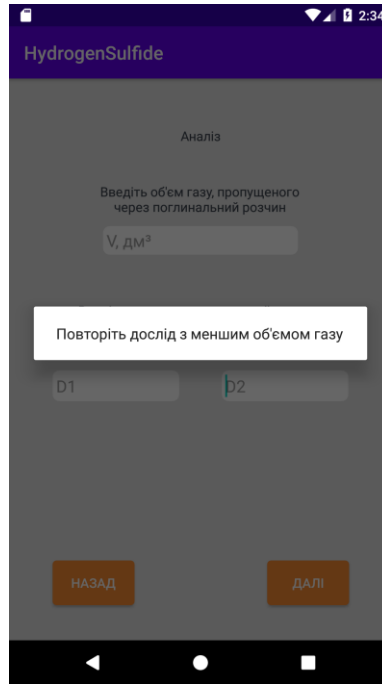 2:34
HydrogenSulfide
Аналіз
Введіть об'єм газу, пропущеного
через поглинальний розчин
V, дм³
Повторіть дослід з меншим об'ємом газу
D1
D2
НАЗАД
ДАЛІ